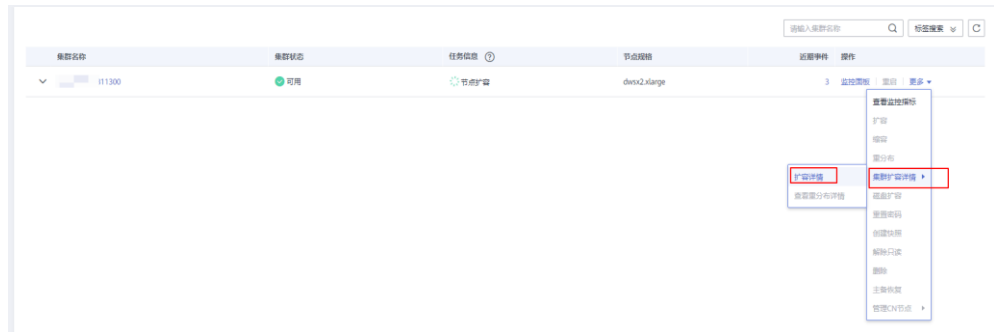 请输入集群名称
标签搜索
集群名称 集群状态 任务信息 ? 节点规格 近期事件 操作
I11300 可用 节点扩容 dwsx2.xlarge 3 监控面板 重启 更多
查看监控指标
扩容
缩容
重分布
扩容详情 集群扩容详情
查看重分布详情 磁盘扩容
重置密码
创建快照
解除只读
删除
主备恢复
管理CN节点